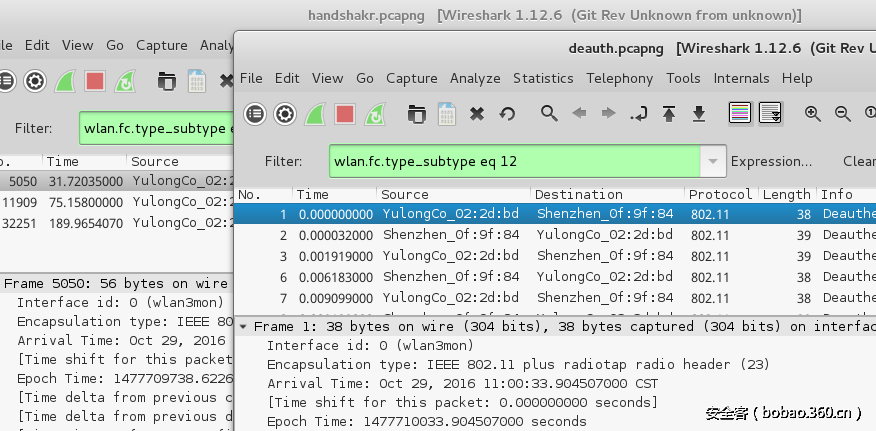 handshakr.pcapng [Wireshark 1.12.6 (Git Rev Unknown from unknown)]
le Edit View Go Capture Analy
Filter: wlan.fc.type_subtype e
o. Time Source
5050 31.72035000 YulongCo_02:2
11909 75.15800000 YulongCo_02:2
32251 189.9654070 YulongCo_02:2
Frame 5050: 56 bytes on wire
Interface id: 0 (wlan3mon)
Encapsulation type: IEEE 80
Arrival Time: Oct 29, 2016
[Time shift for this packet
Epoch Time: 1477709738.6226
[Time delta from previous c
[Time delta from previous d
deauth.pcapng [Wireshark 1.12.6 (Git Rev U
File Edit View Go Capture Analyze Statistics Telephony Tools Internals Help
Filter: wlan.fc.type_subtype eq 12 Expression... Clear
No. Time Source Destination Protocol Length Info
1 0.000000000 YulongCo_02:2d:bd Shenzhen_0f:9f:84 802.11 38 Deauthe
2 0.000032000 Shenzhen_0f:9f:84 YulongCo_02:2d:bd 802.11 39 Deauthe
3 0.001919000 Shenzhen_0f:9f:84 YulongCo_02:2d:bd 802.11 39 Deauthe
6 0.006183000 Shenzhen_0f:9f:84 YulongCo_02:2d:bd 802.11 38 Deauthe
7 0.009099000 YulongCo_02:2d:bd Shenzhen_0f:9f:84 802.11 38 Deauthe
Frame 1: 38 bytes on wire (304 bits), 38 bytes captured (304 bits) on interfac
Interface id: 0 (wlan3mon)
Encapsulation type: IEEE 802.11 plus radiotap radio header (23)
Arrival Time: Oct 29, 2016 11:00:33.904507000 CST
[Time shift for this packet: 0.000000000 seconds]
Epoch Time: 1477710033.904507000 seconds
安全客 ( bobao.360.cn )